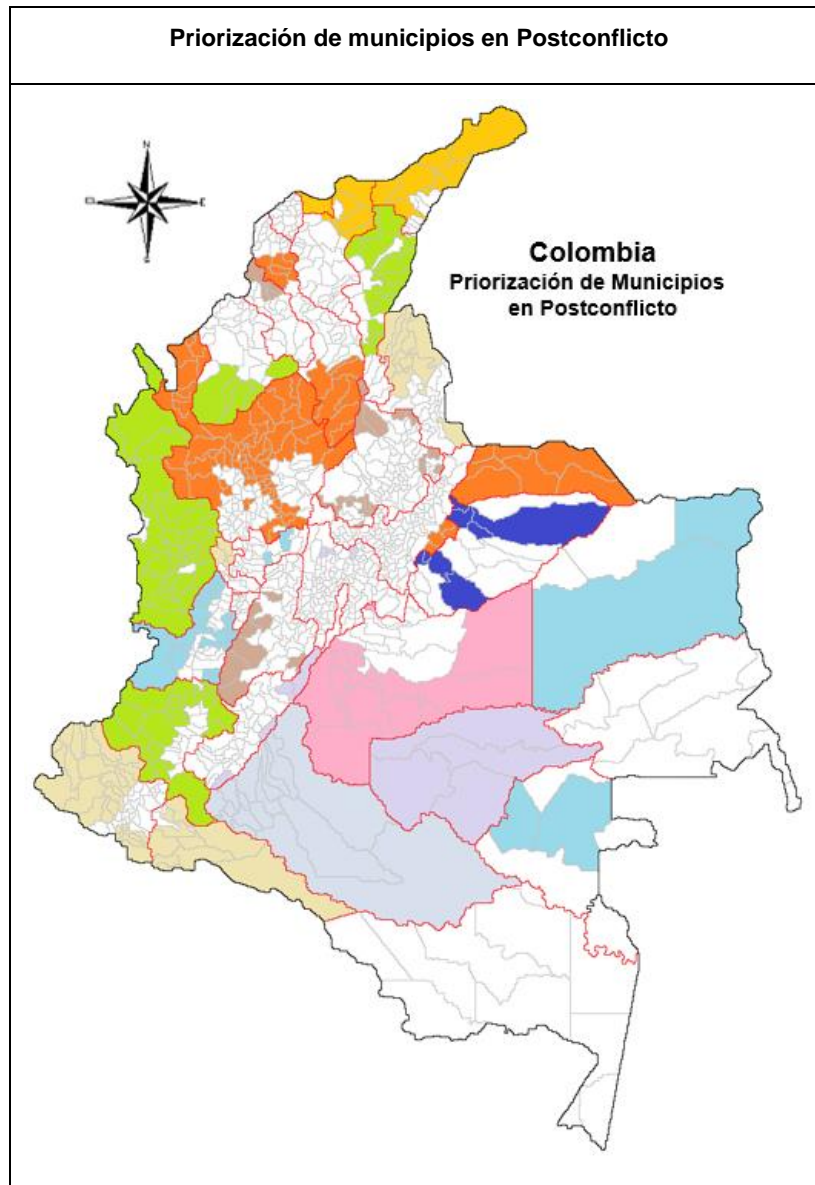 Priorización de municipios en Postconflicto
N
E
S
Colombia
Priorización de Municipios
en Postconflicto